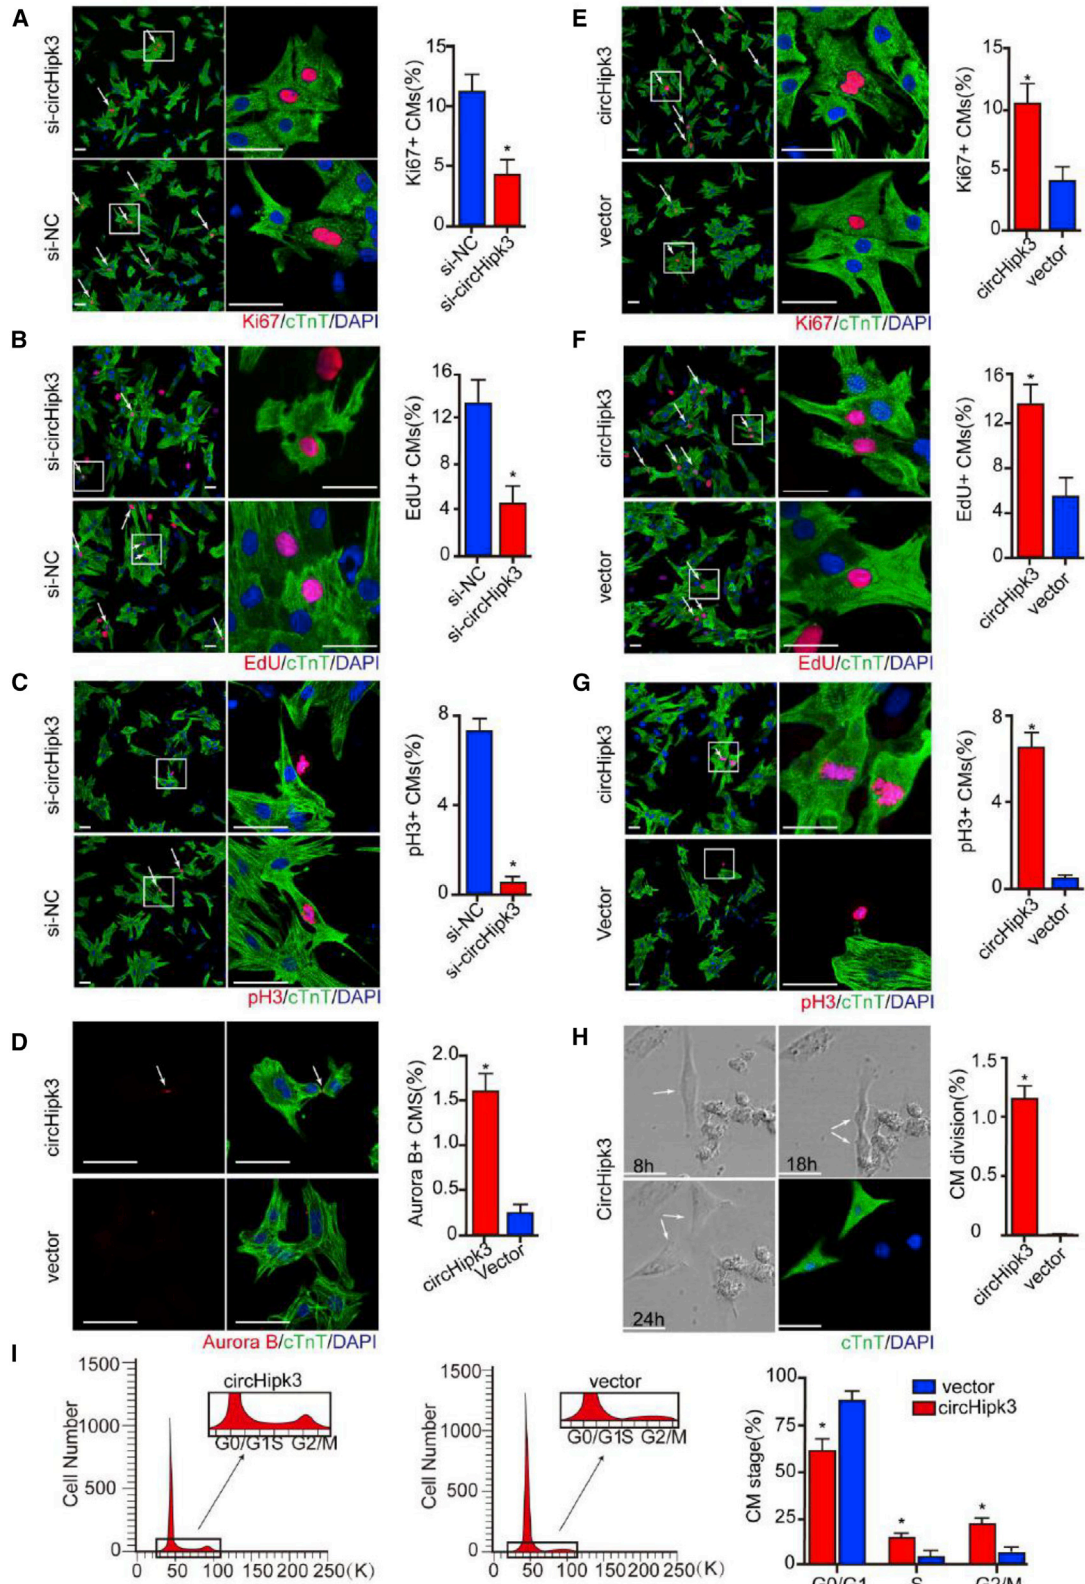 A
si-circHipk3
si-NC
Ki67/cTnT/DAPI
Ki67+ CMs(%)
15
10
5
0
si-NC
si-circHipk3
E
circHipk3
vector
Ki67/cTnT/DAPI
Ki67+ CMs(%)
15
10
5
0
circHipk3
vector
B
si-circHipk3
si-NC
EdU/cTnT/DAPI
EdU+ CMs(%)
16
12
8
4
0
si-NC
si-circHipk3
F
circHipk3
vector
EdU/cTnT/DAPI
EdU+ CMs(%)
16
12
8
4
0
circHipk3
vector
C
si-circHipk3
si-NC
pH3/cTnT/DAPI
pH3+ CMs(%)
8
4
0
si-NC
si-circHipk3
G
circHipk3
Vector
pH3/cTnT/DAPI
pH3+ CMs(%)
8
4
0
circHipk3
vector
D
circHipk3
vector
Aurora B/cTnT/DAPI
Aurora B+ CMS(%)
2.0
1.5
1.0
0.5
0
circHipk3
Vector
H
CircHipk3
8h
18h
24h
cTnT/DAPI
CM division(%)
1.5
1.0
0.5
0
circHipk3
vector
I
Cell Number
1500
1000
500
0
circHipk3
G0/G1 S G2/M
0 50 100 150 200 250(K)
Cell Number
1500
1000
500
0
vector
G0/G1S G2/M
0 50 100 150 200 250(K)
CM stage(%)
100
75
50
25
0
vector
circHipk3
G0/G1 S G2/M